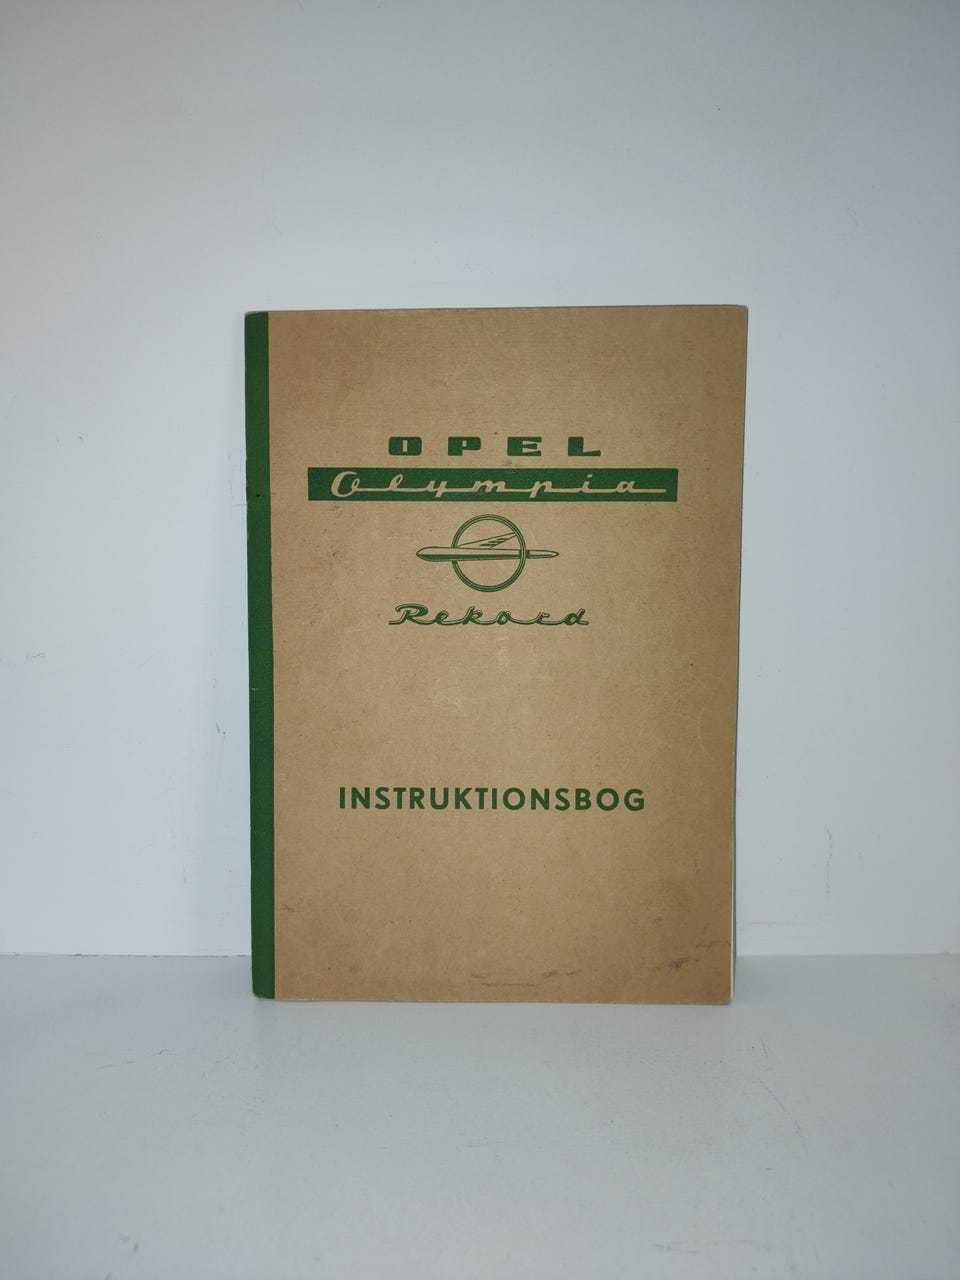 OPEL
Olympia
Rekord
INSTRUKTIONSBOG